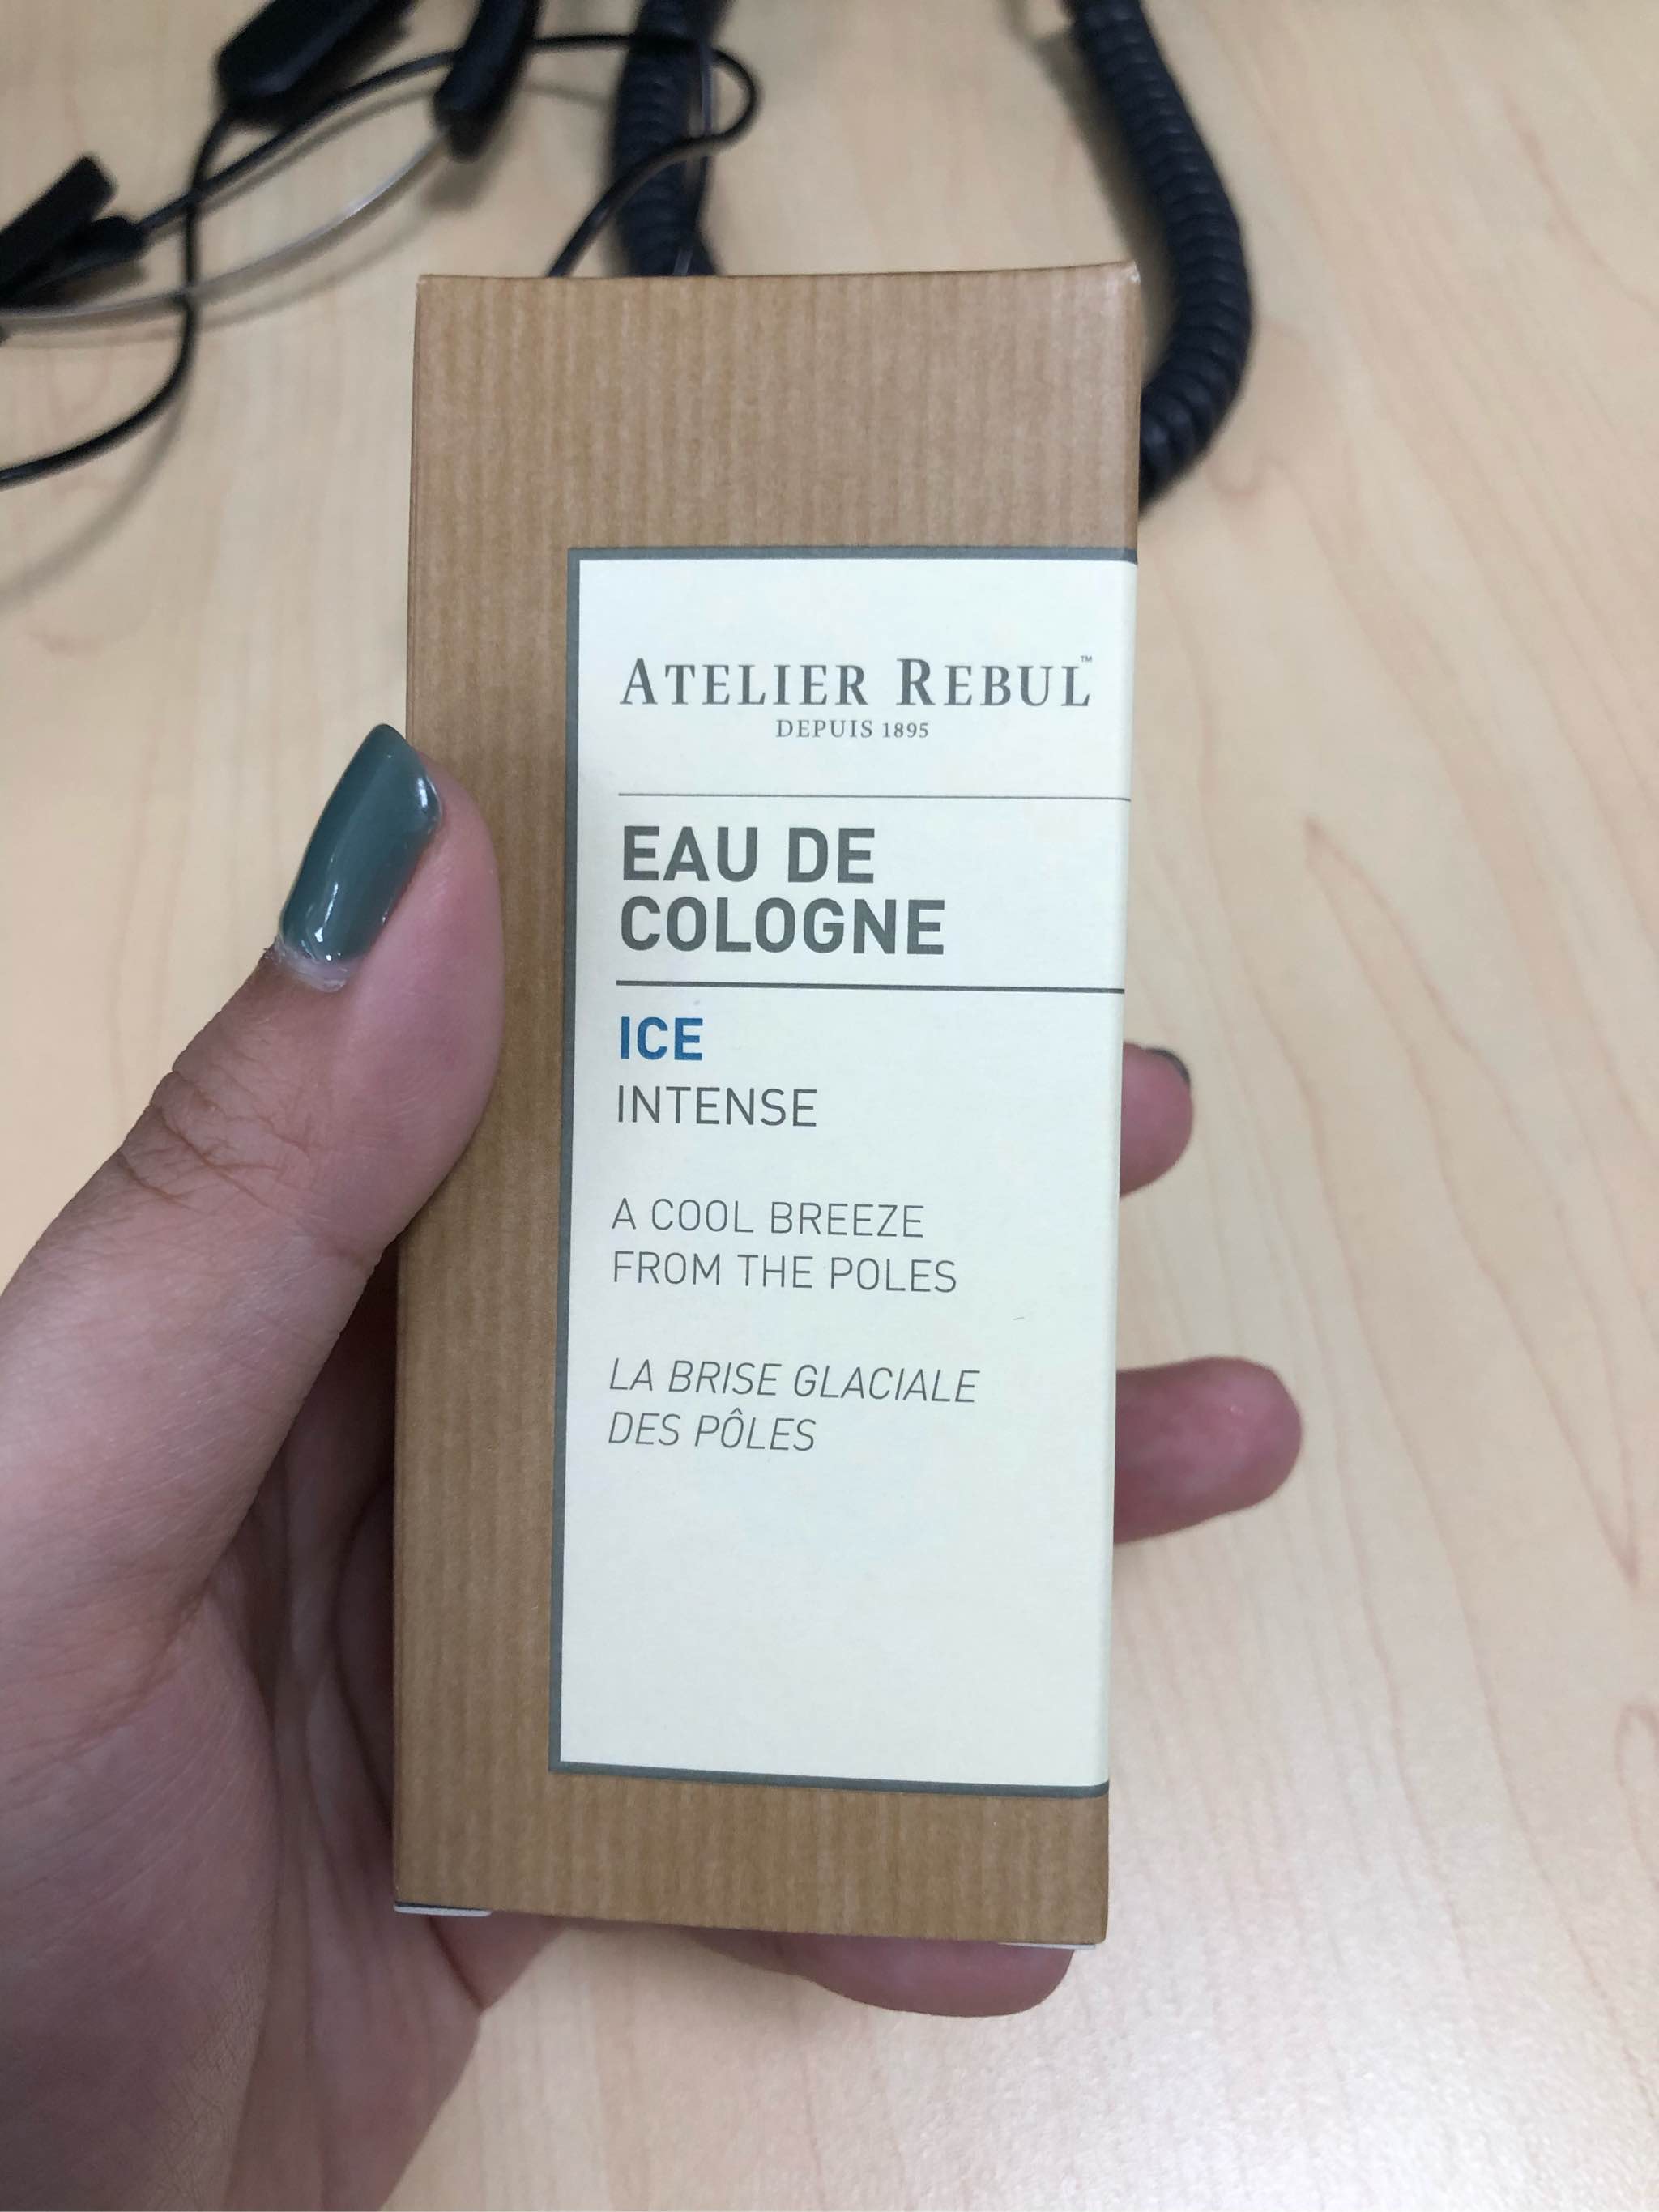 ATELIER REBUL™
DEPUIS 1895
EAU DE
COLOGNE
ICE
INTENSE
A COOL BREEZE
FROM THE POLES
LA BRISE GLACIALE
DES PÔLES